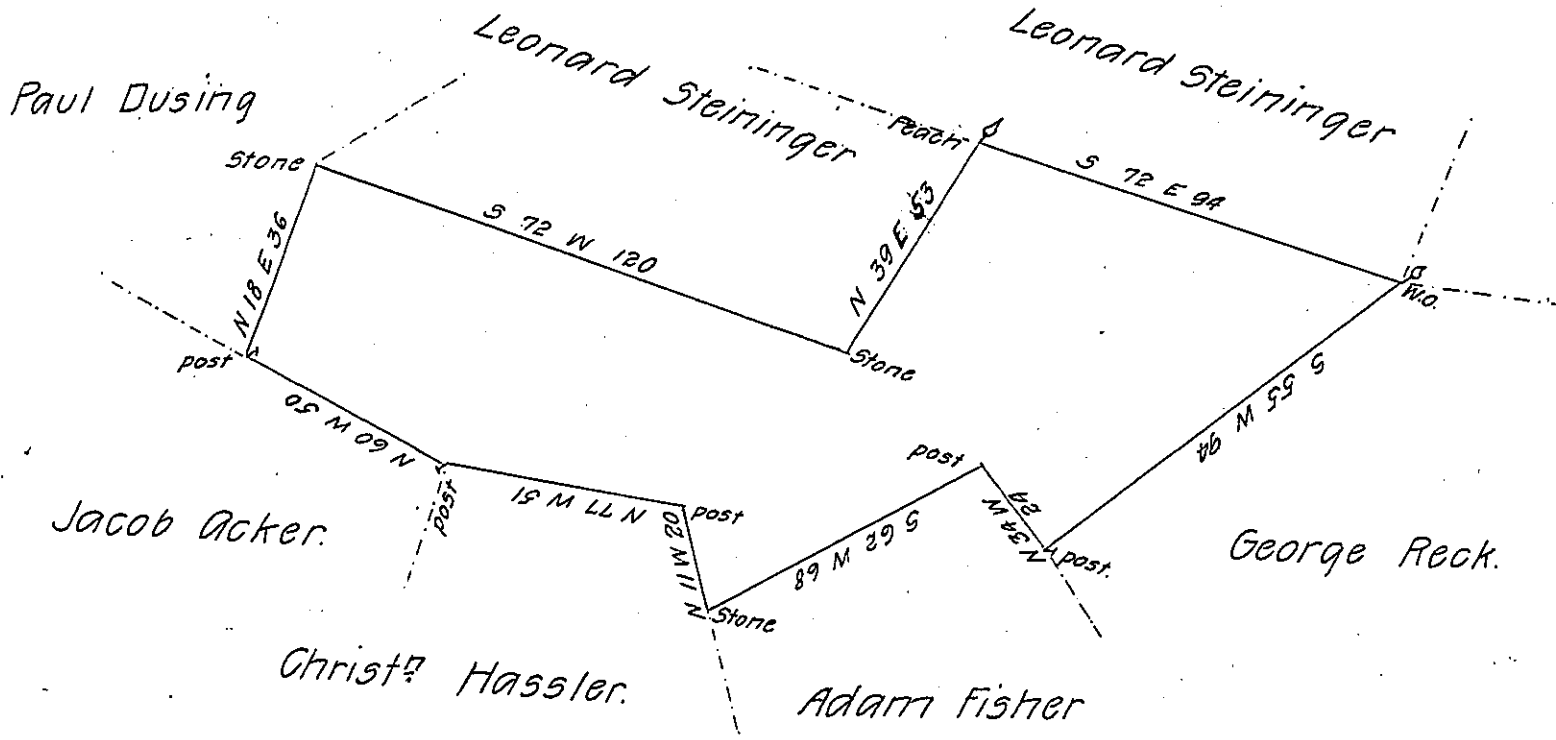 Leonard Steininger
Leonard Steininger
Paul Dusing
Stone
Peach
S 72 E 94
W.O.
S 72 W 120
N 39 E 53
N 18 E 36
Stone
post
S 55 W 94
N 60 W 50
post
N 77 W 51
post
N 11 W 20
Stone
S 62 W 68
post
N 34 W 24
post.
Jacob Acker.
George Reck.
Christⁿ Hassler.
Adam Fisher